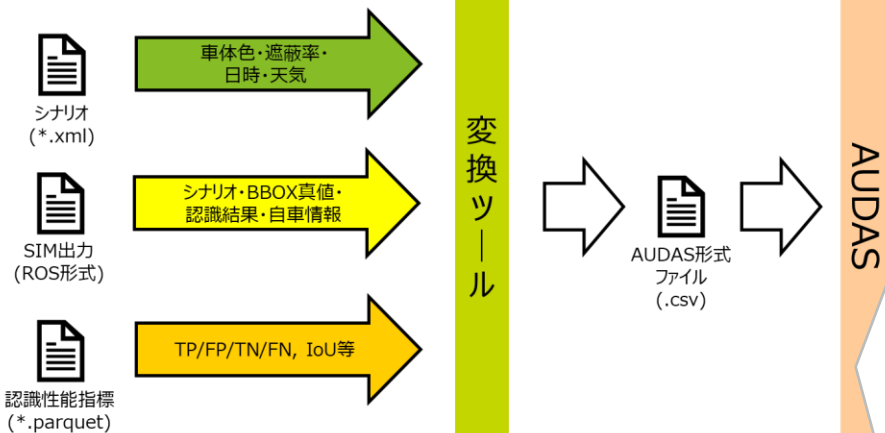 シナリオ
(*.xml)
車体色・遮蔽率・
日時・天気
SIM出力
(ROS形式)
シナリオ・BBOX真値・
認識結果・自車情報
認識性能指標
(*.parquet)
TP/FP/TN/FN, IoU等
変換ツール
AUDAS形式
ファイル
(.csv)
AUDAS